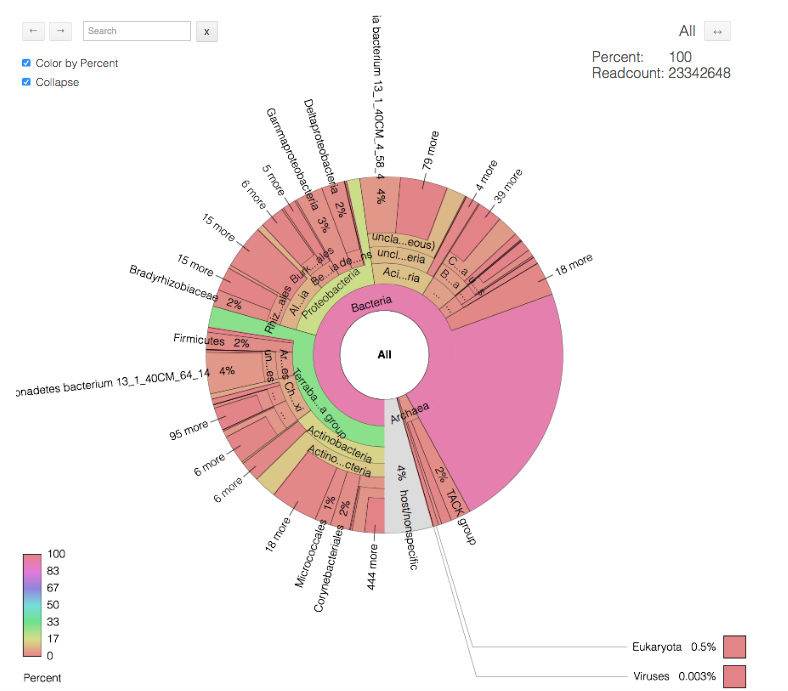 ←
→
Search
x
All
↔
Color by Percent
Collapse
Percent: 100
Readcount: 23342648
ia bacterium 13_1_40CM_4_58_4
4%
79 more
4 more
39 more
18 more
Deltaproteobacteria
2%
Gammaproteobacteria
3%
5 more
6 more
15 more
15 more
Bradyrhizobiaceae
2%
Firmicutes
2%
onadetes bacterium 13_1_40CM_64_14
4%
95 more
6 more
6 more
18 more
Micrococcales
1%
Corynebacteriales
2%
444 more
host/nonspecific
4%
TACK group
2%
uncla...eous)
uncl...eria
Aci...ria
C...a
B...a
...
...
Burk...ales
Be...ia
de...ns
Rhiz...ales
Al...ia
Proteobacteria
Bacteria
All
Archaea
Terraba...a group
un...es
Ar...es
Ch...xi
...
...
Actinobacteria
Actino...cteria
100
83
67
50
33
17
0
Percent
Eukaryota 0.5%
Viruses 0.003%